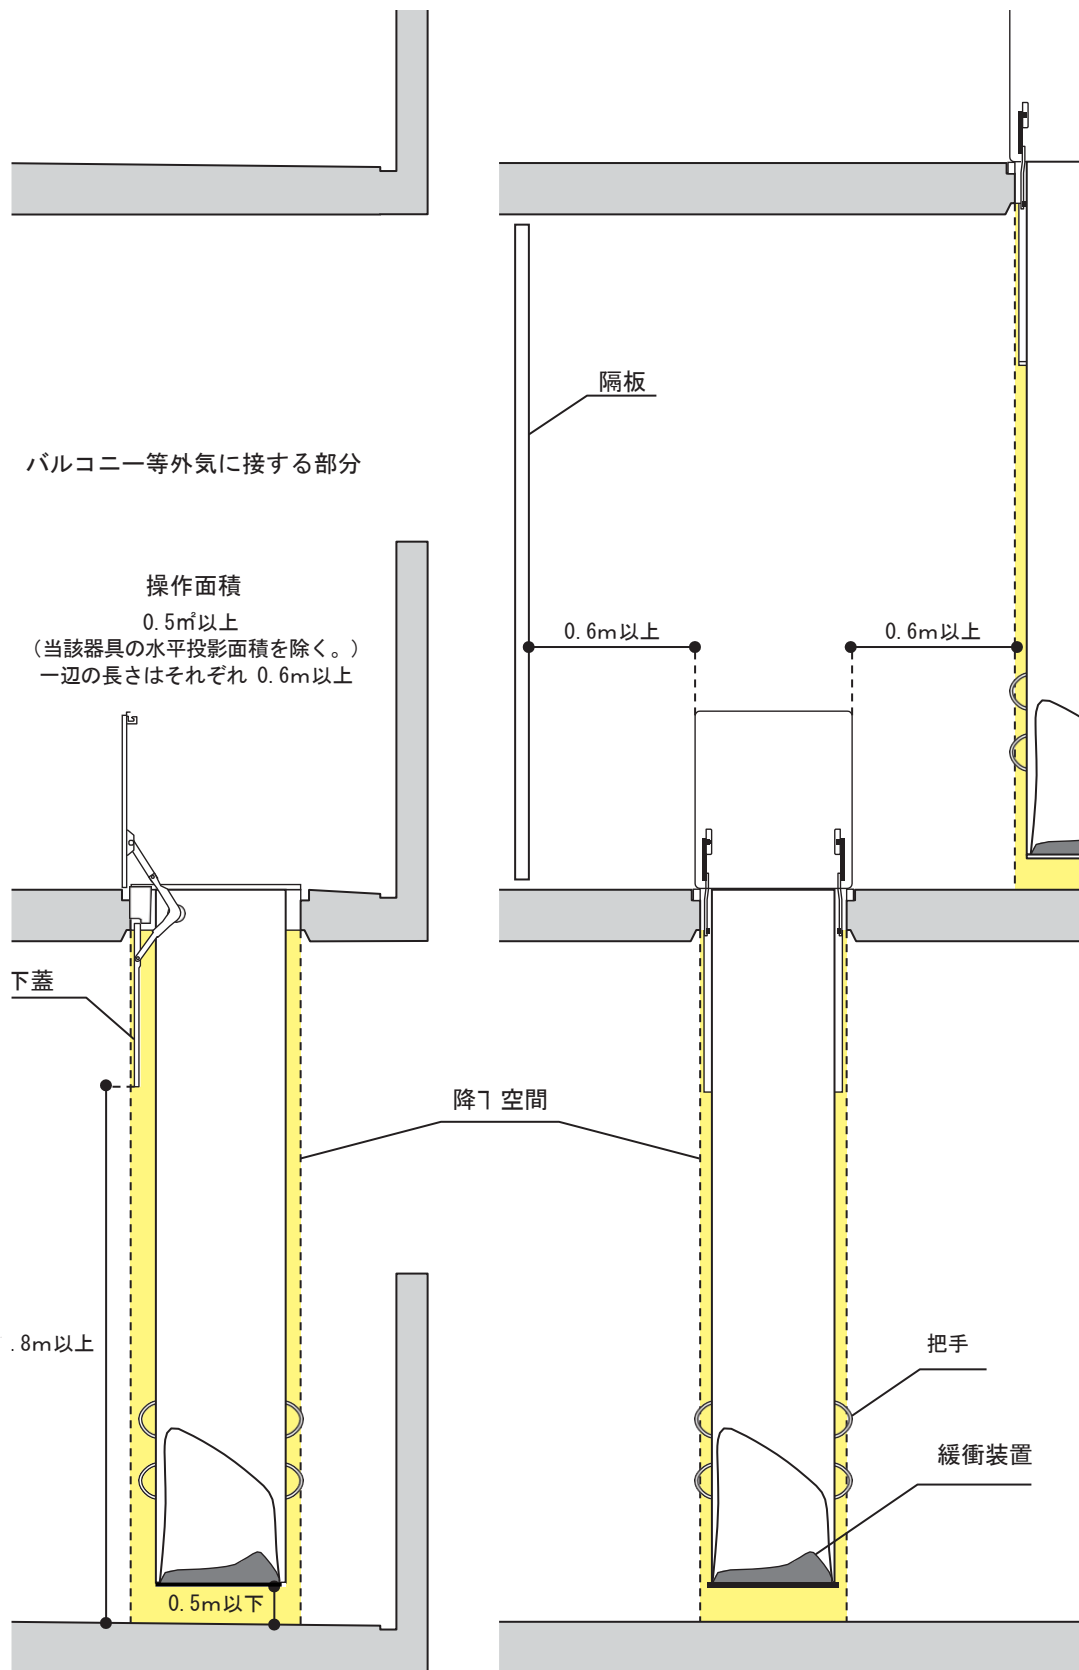 隔板
バルコニー等外気に接する部分
操作面積
0.5㎡以上
（当該器具の水平投影面積を除く。）
一辺の長さはそれぞれ 0.6m以上
0.6m以上
0.6m以上
下蓋
降下空間
.8m以上
把手
緩衝装置
0.5m以下